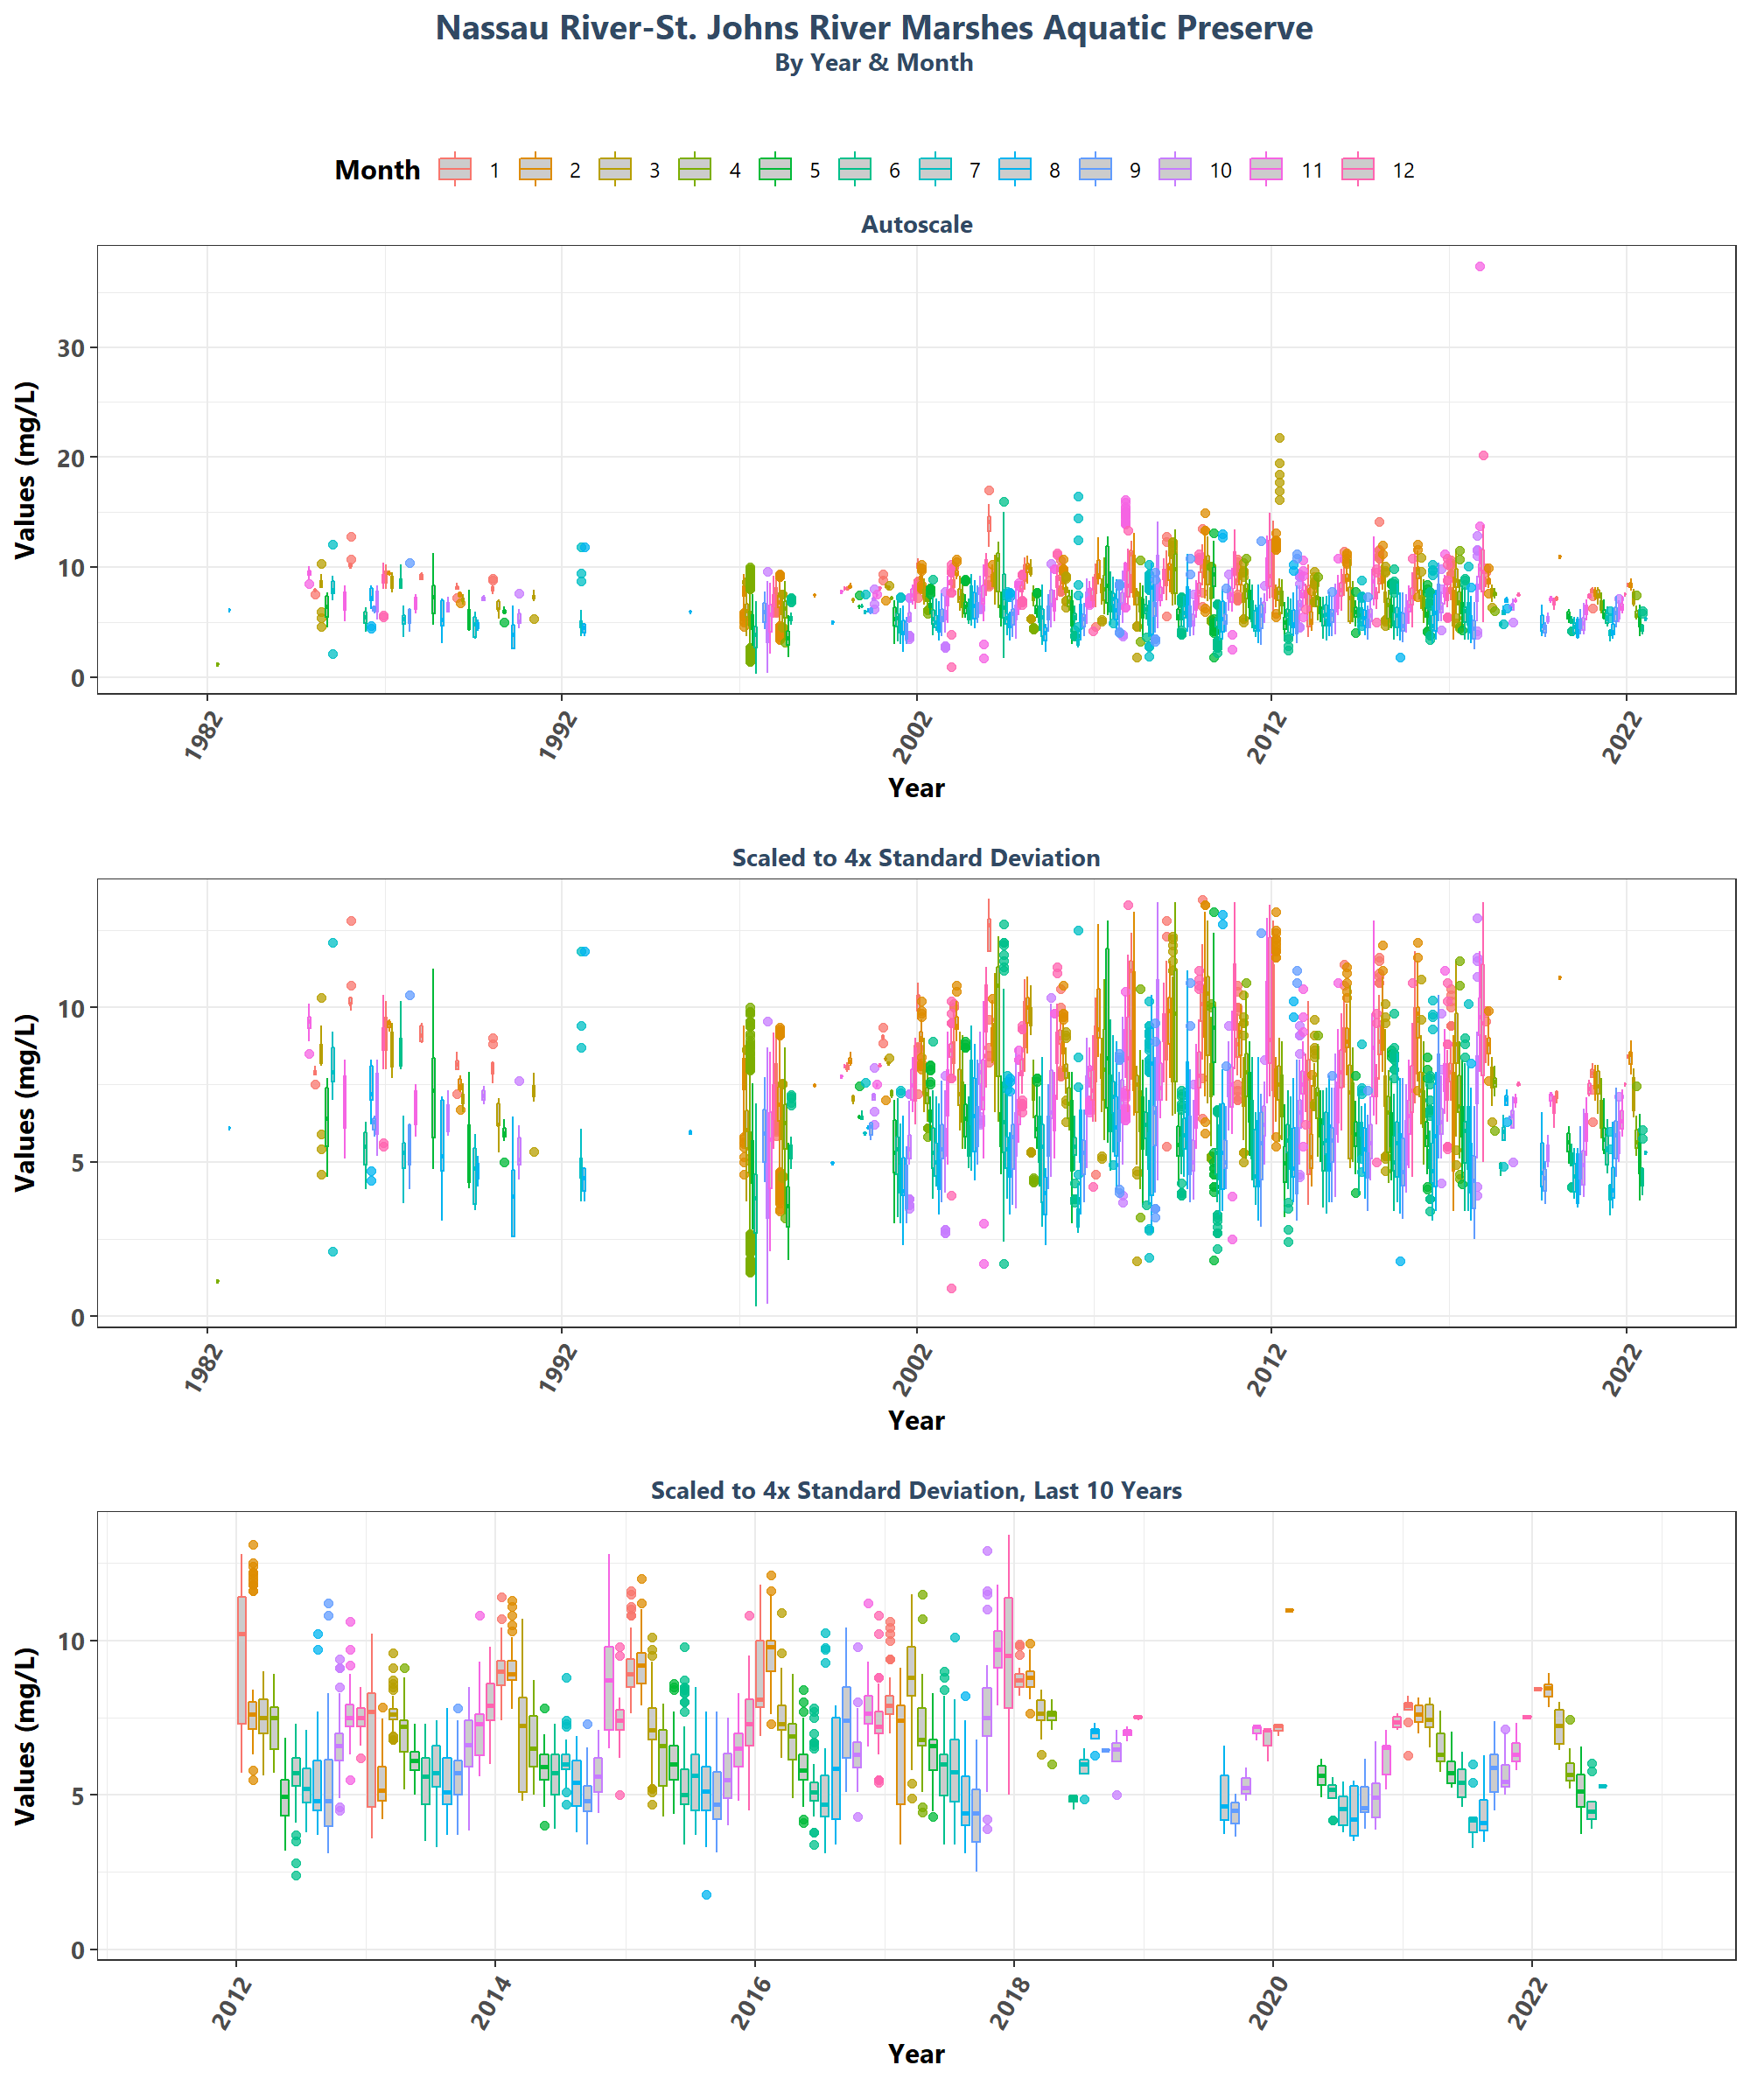 Nassau River-St. Johns River Marshes Aquatic Preserve
By Year & Month
Month 1 2 3 4 5 6 7 8 9 10 11 12
Autoscale
Values (mg/L)
30
20
10
0
1982 1992 2002 2012 2022
Year
Scaled to 4x Standard Deviation
Values (mg/L)
10
5
0
1982 1992 2002 2012 2022
Year
Scaled to 4x Standard Deviation, Last 10 Years
Values (mg/L)
10
5
0
2012 2014 2016 2018 2020 2022
Year